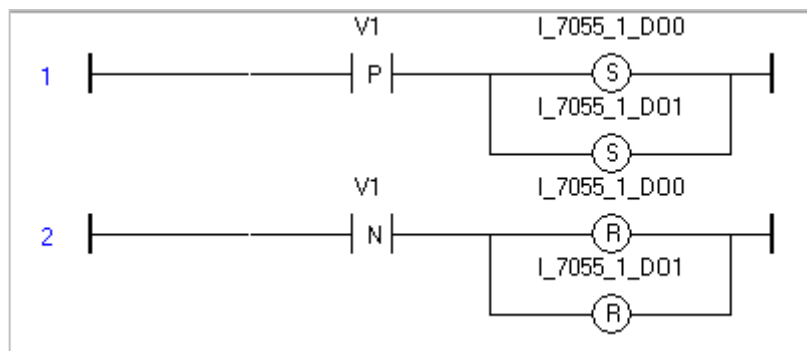 V1 I_7055_1_DO0
1 P S
I_7055_1_DO1
S
V1 I_7055_1_DO0
2 N R
I_7055_1_DO1
R